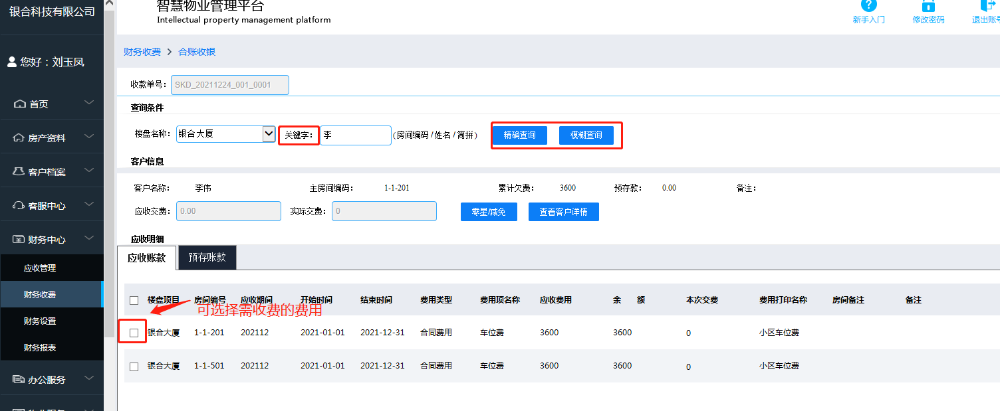 银合科技有限公司
智慧物业管理平台
Intellectual property management platform
新手入门
修改密码
退出账号
您好：刘玉凤
首页
房产资料
客户档案
客服中心
财务中心
应收管理
财务收费
财务设置
财务报表
办公服务
财务收费 > 合账收银
收款单号： SKD_20211224_001_0001
查询条件
楼盘名称： 银合大厦 关键字： 李 (房间编码/姓名/简拼) 精确查询 模糊查询
客户信息
客户名称： 李伟 主房间编码： 1-1-201 累计欠费： 3600 预存款： 0.00 备注：
应收交费： 0.00 实际交费： 0 零星/减免 查看客户详情
应收明细
应收账款 预存账款
楼盘项目 房间编号 应收期间 开始时间 结束时间 费用类型 费用项名称 应收费用 余 额 本次交费 费用打印名称 房间备注 备注
可选择需收费的费用
银合大厦 1-1-201 202112 2021-01-01 2021-12-31 合同费用 车位费 3600 3600 0 小区车位费
银合大厦 1-1-501 202112 2021-01-01 2021-12-31 合同费用 车位费 3600 3600 0 小区车位费